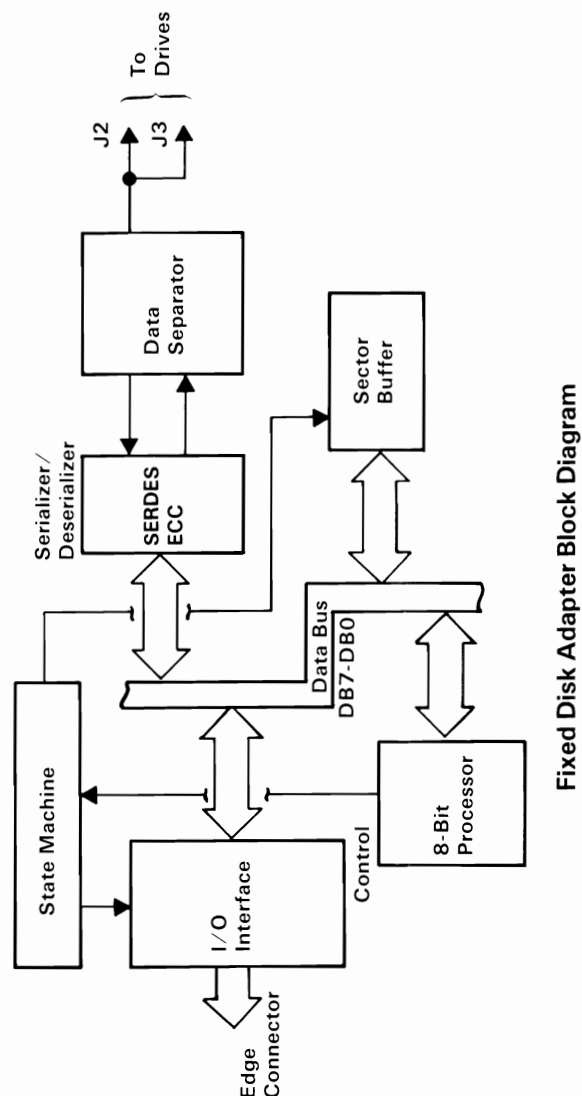 State Machine
Serializer/
Deserializer
SERDES
ECC
Data
Separator
J2
J3
To
Drives
Edge
Connector
I/O
Interface
Data Bus
DB7-DB0
Sector
Buffer
Control
8-Bit
Processor
Fixed Disk Adapter Block Diagram